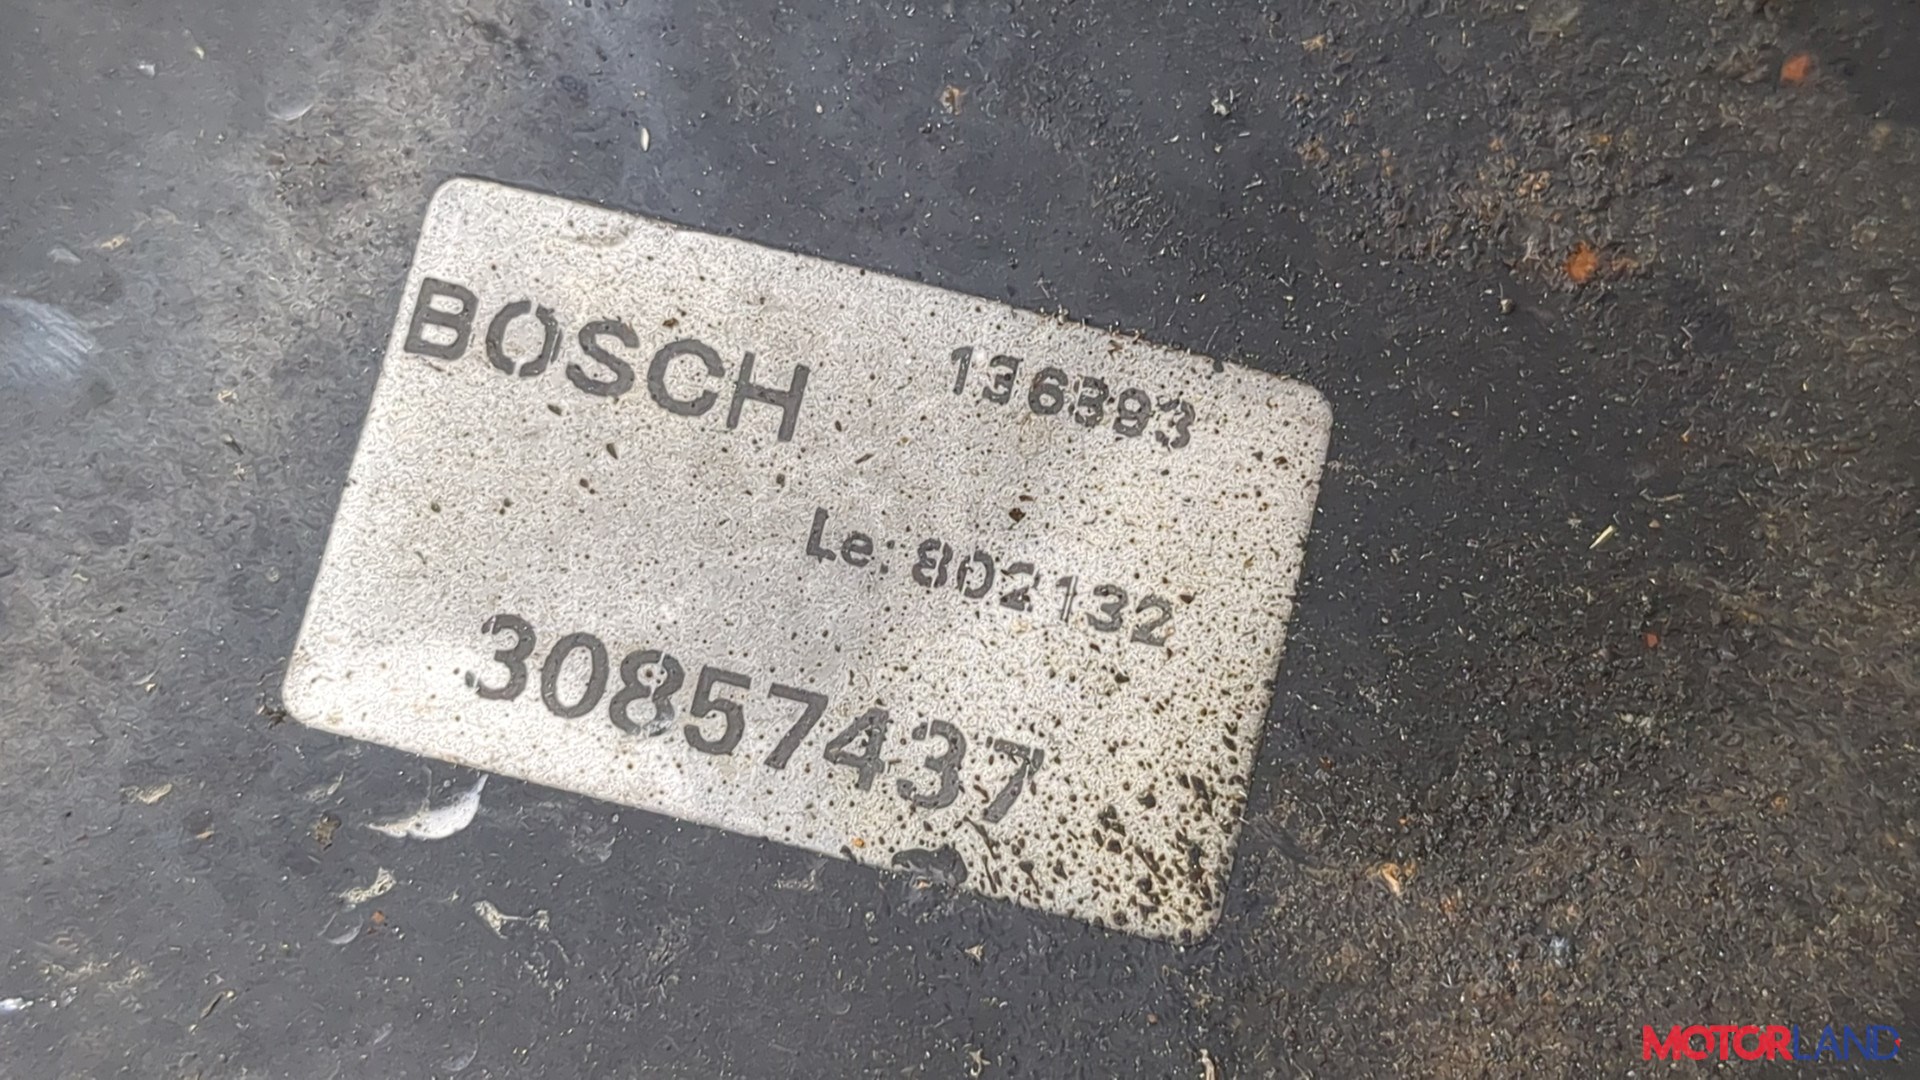 BOSCH 136393
Le: 802132
30857437
MOTORLAND